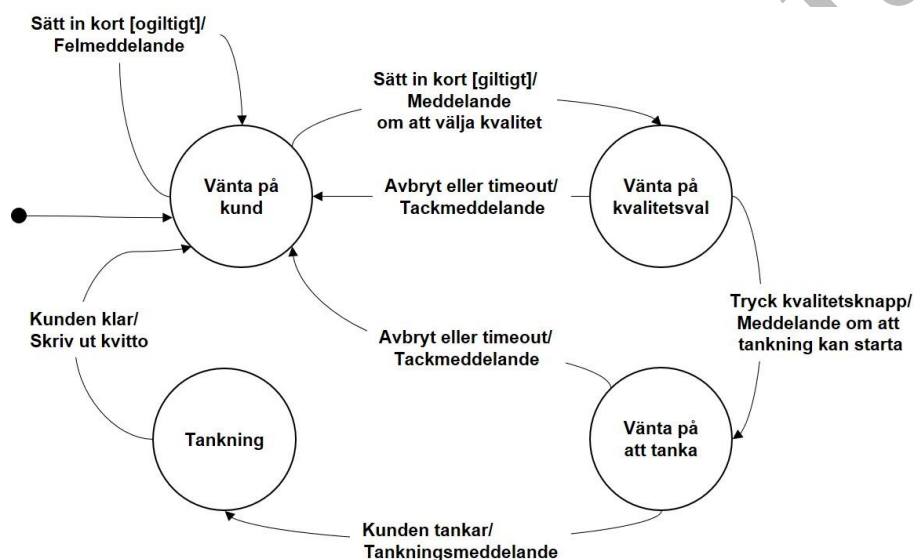 Sätt in kort [ogiltigt]/
Felmeddelande
Sätt in kort [giltigt]/
Meddelande
om att välja kvalitet
Vänta på
kund
Avbryt eller timeout/
Tackmeddelande
Vänta på
kvalitetsval
Tryck kvalitetsknapp/
Meddelande om att
tankning kan starta
Kunden klar/
Skriv ut kvitto
Avbryt eller timeout/
Tackmeddelande
Tankning
Vänta på
att tanka
Kunden tankar/
Tankningsmeddelande